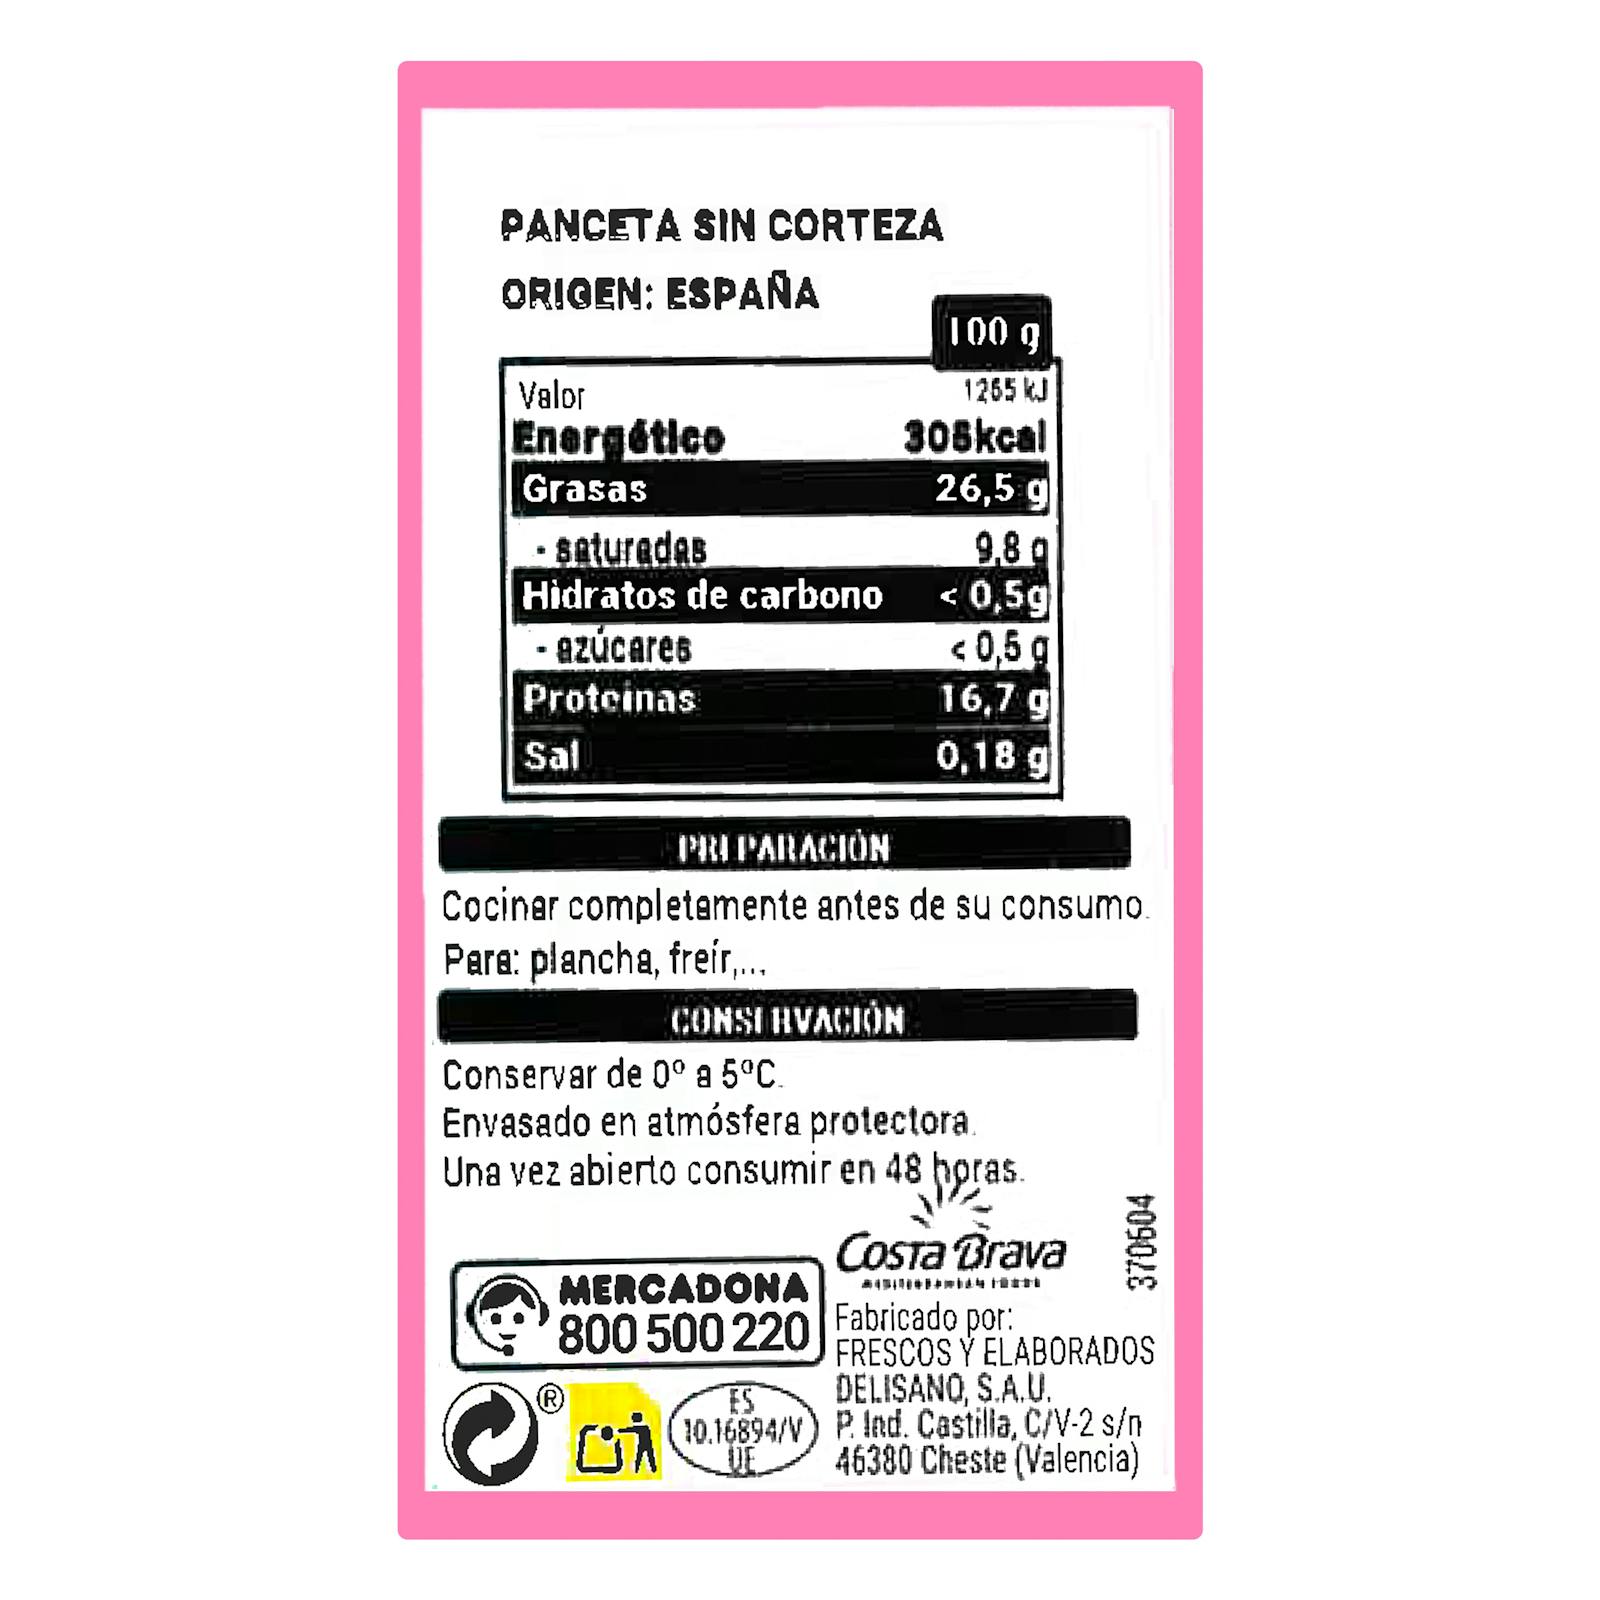 PANCETA SIN CORTEZA
ORIGEN: ESPAÑA
100 g
Valor 1265 kJ
Energético 305kcal
Grasas 26,5 g
- saturadas 9,8 g
Hidratos de carbono < 0,5g
- azúcares < 0,5 g
Proteinas 16,7 g
Sal 0,18 g
PREPARACIÓN
Cocinar completamente antes de su consumo.
Para: plancha, freír,...
CONSERVACIÓN
Conservar de 0º a 5ºC.
Envasado en atmósfera protectora.
Una vez abierto consumir en 48 horas.
370604
Costa Brava
MEDITERRANEAN FOODS
MERCADONA
800 500 220
Fabricado por:
FRESCOS Y ELABORADOS
DELISANO, S.A.U.
P. Ind. Castilla, C/V-2 s/n
46380 Cheste (Valencia)
®
ES
10.16894/V
UE